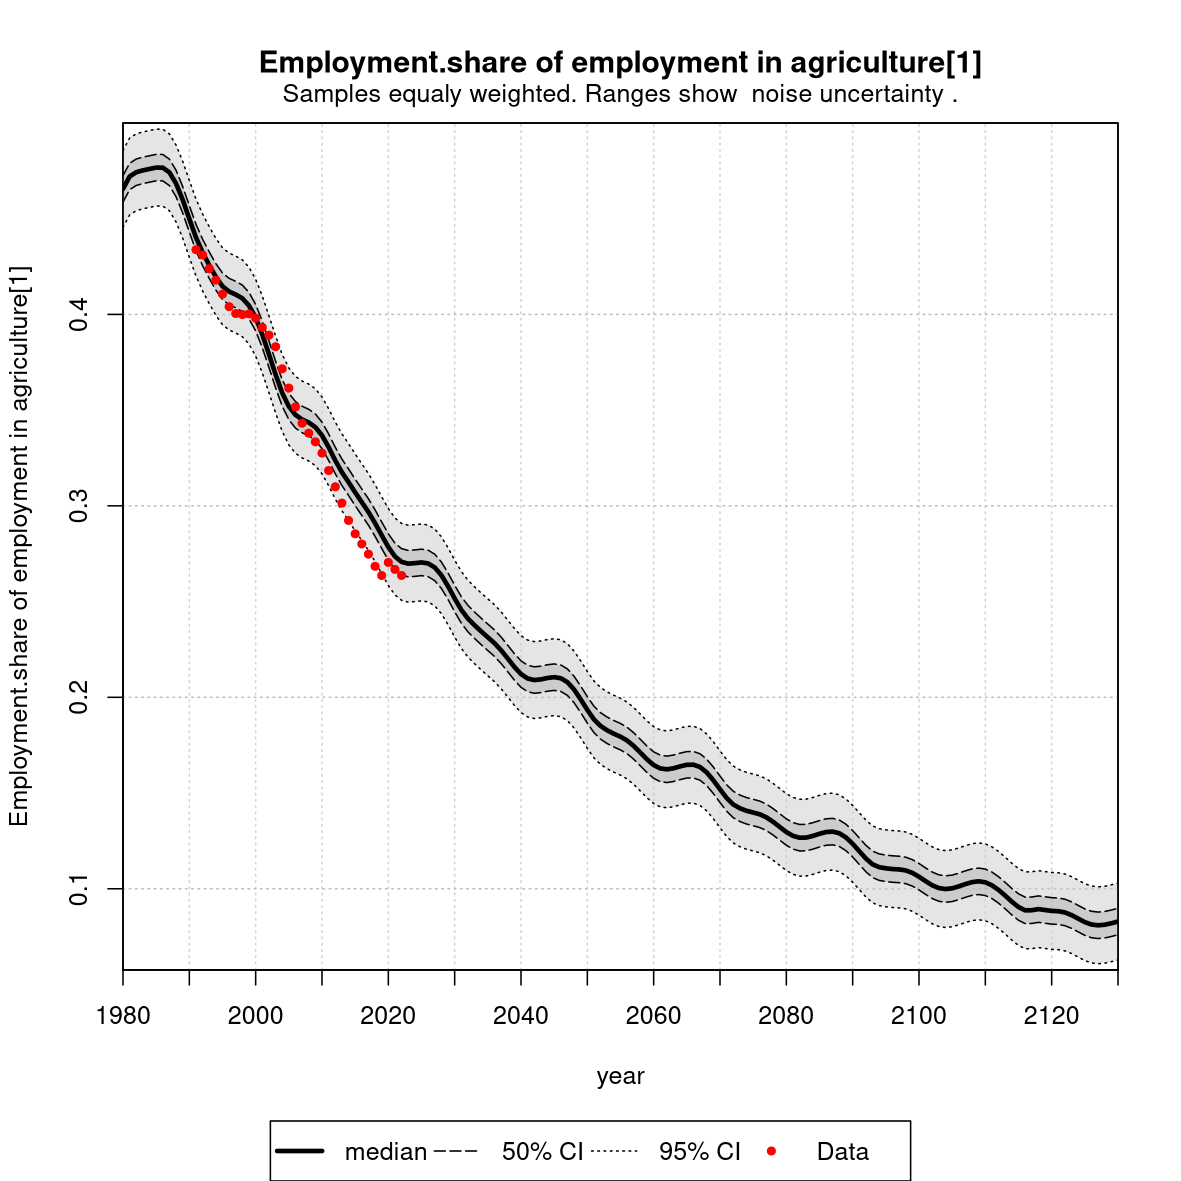 Employment.share of employment in agriculture[1]
Samples equaly weighted. Ranges show  noise uncertainty .
Employment.share of employment in agriculture[1]
0.4
0.3
0.2
0.1
1980 2000 2020 2040 2060 2080 2100 2120
year
median 50% CI 95% CI Data